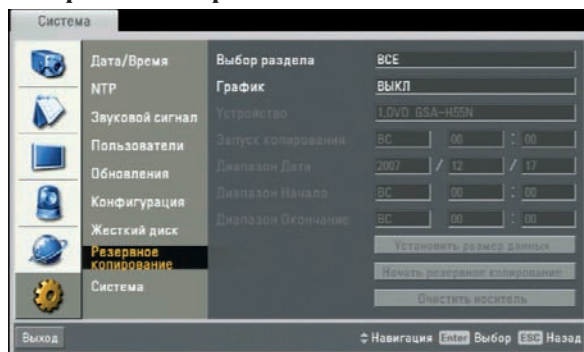 Система
Дата/Время
NTP
Звуковой сигнал
Пользователи
Обновления
Конфигурация
Жесткий диск
Резервное
копирование
Система
Выбор раздела ВСЕ
График ВЫКЛ
Устройство 1.DVD GSA-H55N
Запуск копирования ВС 00 : 00
Диапазон Дата 2007 / 12 / 17
Диапазон Начало ВС 00 : 00
Диапазон Окончание ВС 00 : 00
Установить размер данных
Начать резервное копирование
Очистить носитель
Выход
Навигация Enter Выбор ESC Назад